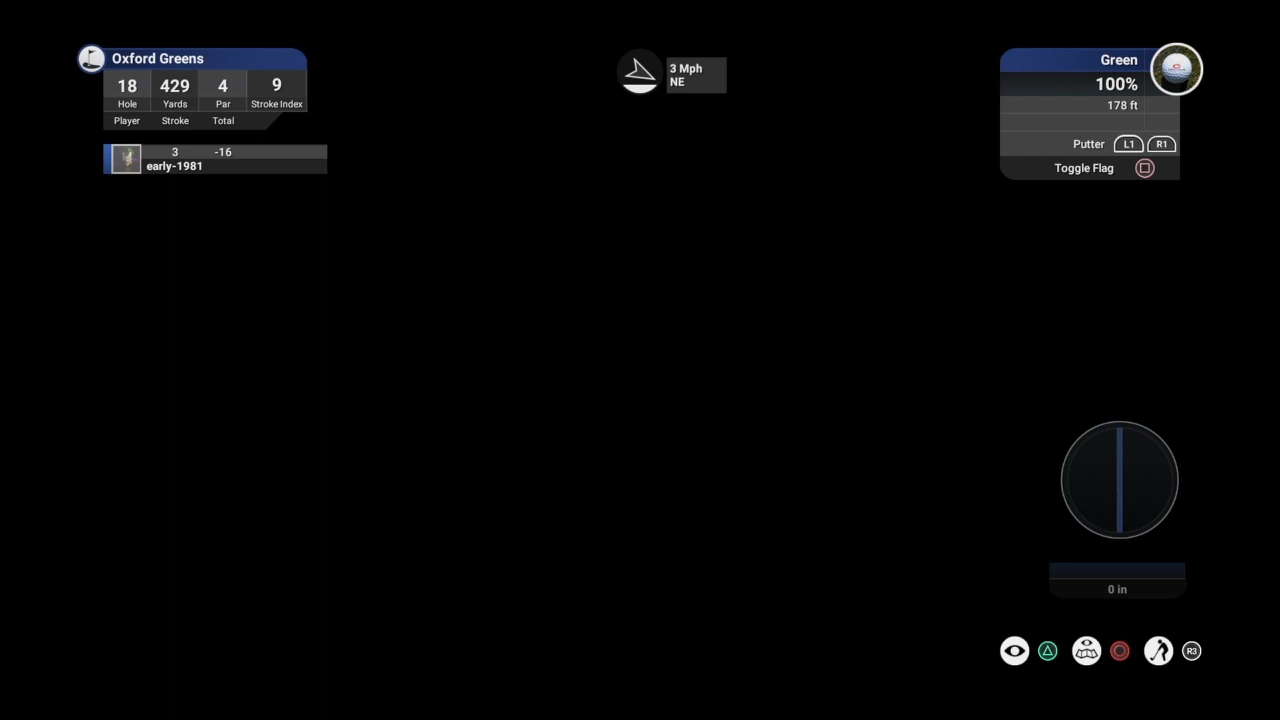 Oxford Greens
18 429 4 9
Hole Yards Par Stroke Index
Player Stroke Total
3 -16
early-1981
3 Mph
NE
Green
100%
178 ft
Putter L1 R1
Toggle Flag
0 in
R3